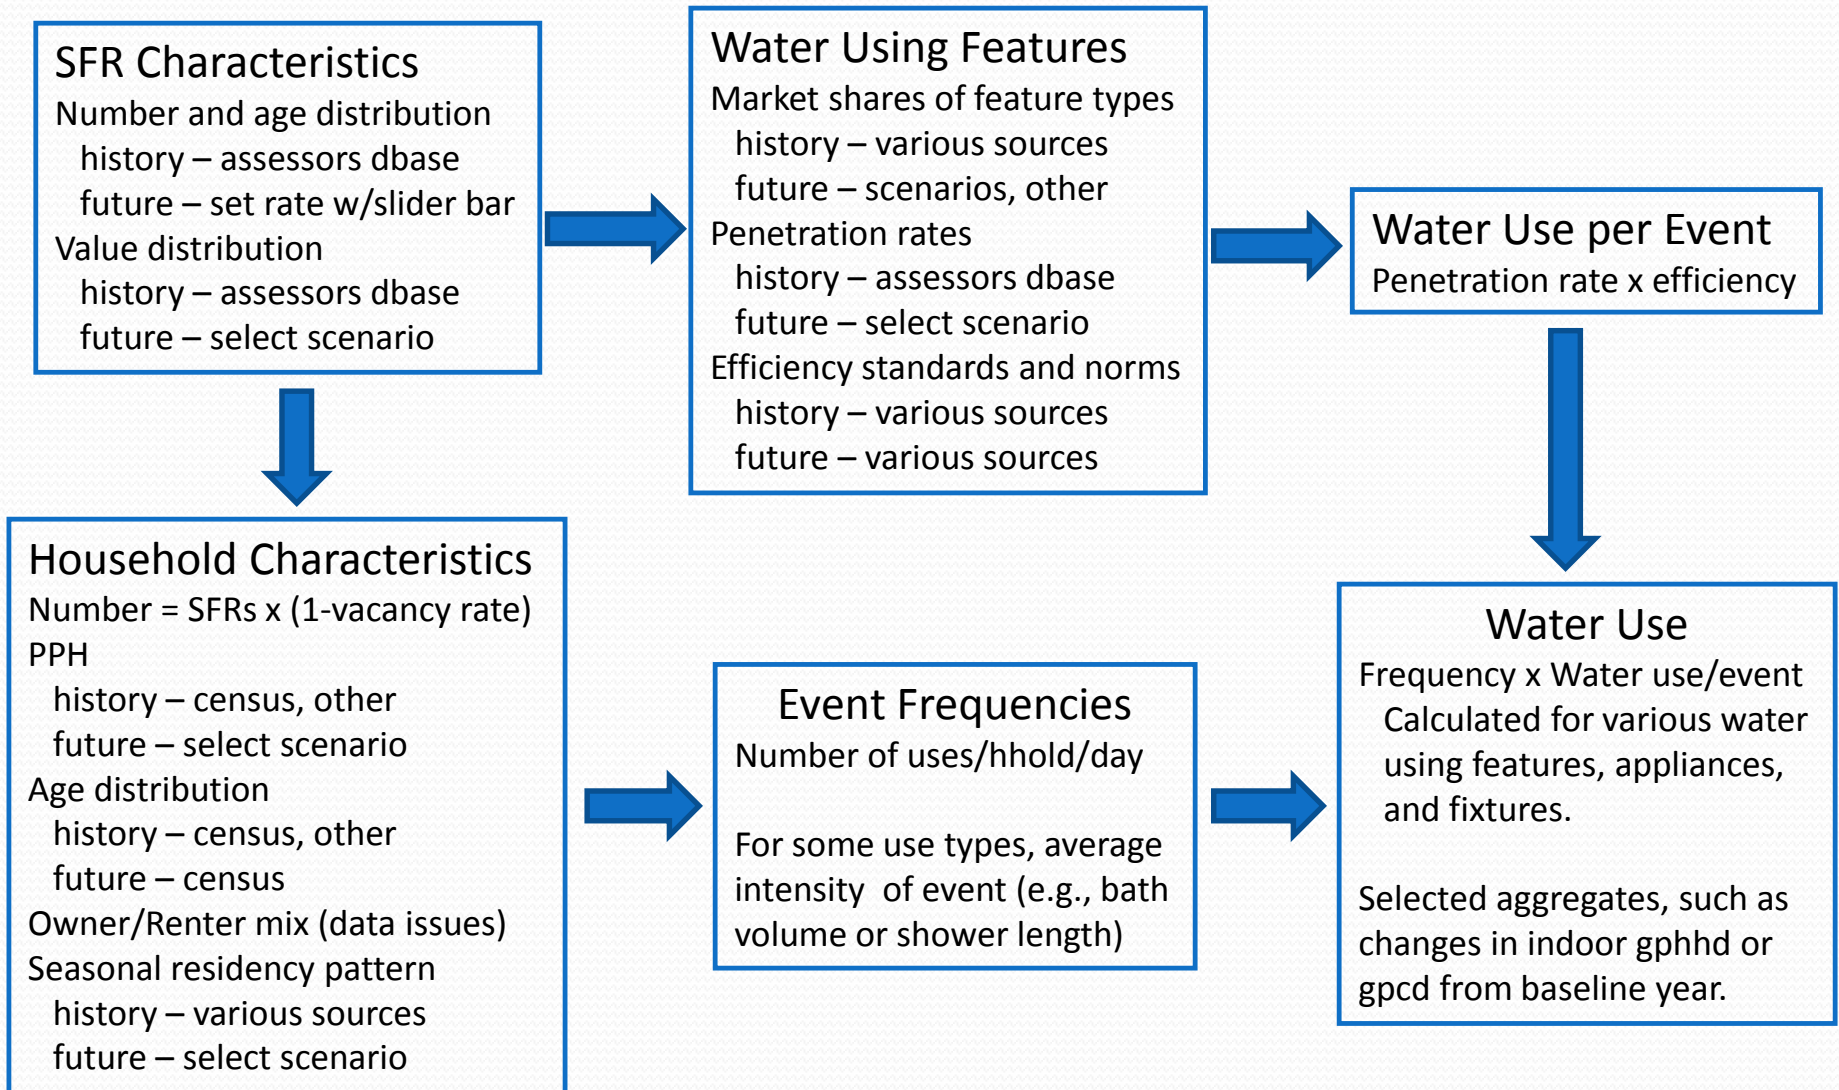 SFR Characteristics
Number and age distribution
history – assessors dbase
future – set rate w/slider bar
Value distribution
history – assessors dbase
future – select scenario
Water Using Features
Market shares of feature types
history – various sources
future – scenarios, other
Penetration rates
history – assessors dbase
future – select scenario
Efficiency standards and norms
history – various sources
future – various sources
Water Use per Event
Penetration rate x efficiency
Household Characteristics
Number = SFRs x (1-vacancy rate)
PPH
history – census, other
future – select scenario
Age distribution
history – census, other
future – census
Owner/Renter mix (data issues)
Seasonal residency pattern
history – various sources
future – select scenario
Event Frequencies
Number of uses/hhold/day
For some use types, average
intensity of event (e.g., bath
volume or shower length)
Water Use
Frequency x Water use/event
Calculated for various water
using features, appliances,
and fixtures.
Selected aggregates, such as
changes in indoor gphhd or
gpcd from baseline year.